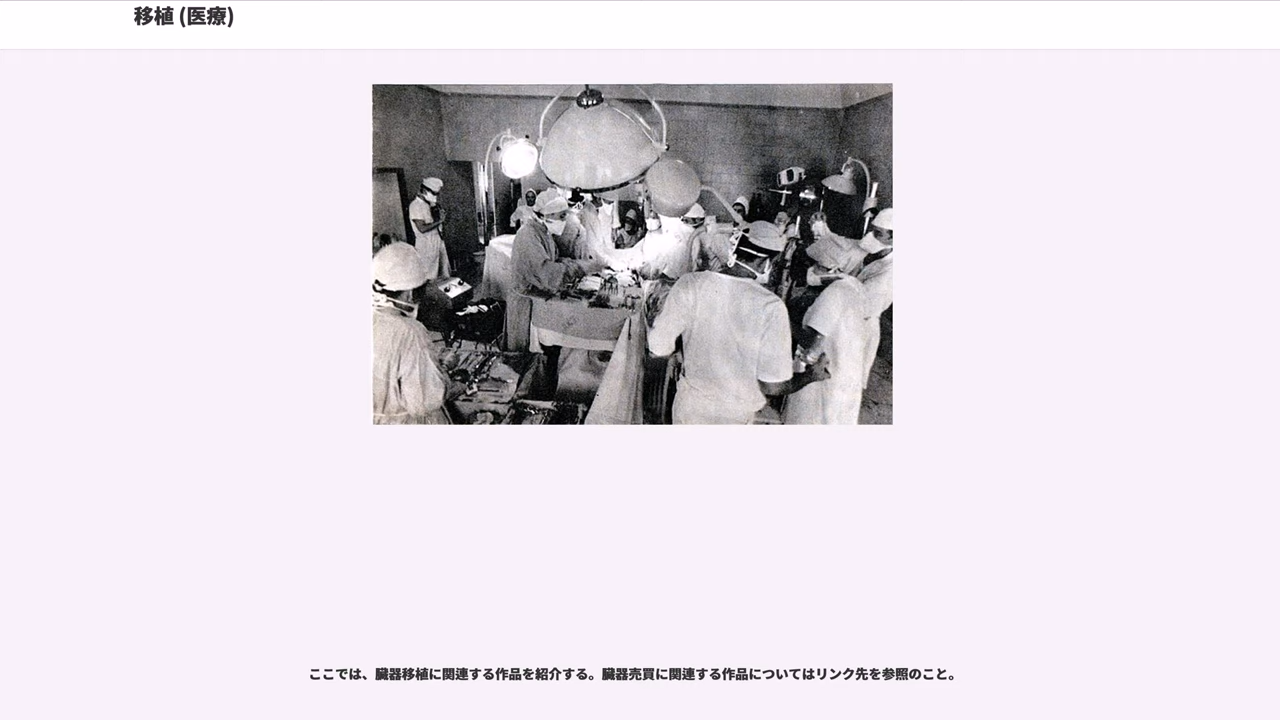 移植 (医療)
ここでは、臓器移植に関連する作品を紹介する。臓器売買に関連する作品についてはリンク先を参照のこと。